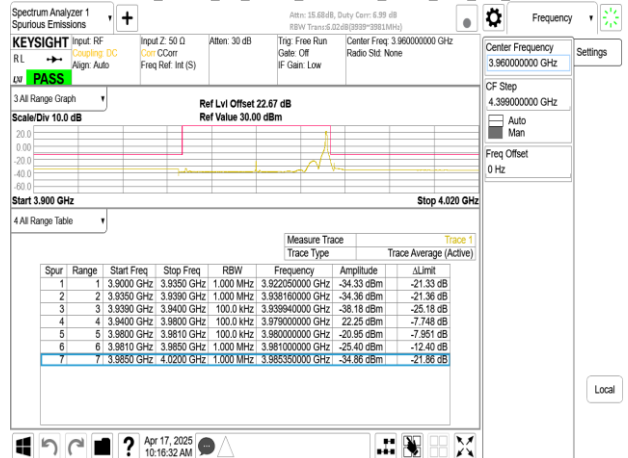 Spectrum Analyzer 1
Spurious Emissions
Attn: 15.68dB, Duty Corr: 6.99 dB
RBW Trans:6.02dB(3939~3981MHz)
Frequency
KEYSIGHT
Input: RF
Input Z: 50 Ω
Atten: 30 dB
Trig: Free Run
Center Freq: 3.960000000 GHz
RL
Coupling: DC
Corr CCorr
Gate: Off
Radio Std: None
Align: Auto
Freq Ref: Int (S)
IF Gain: Low
LXI
PASS
Center Frequency
3.960000000 GHz
Settings
CF Step
4.399000000 GHz
Auto
Man
Freq Offset
0 Hz
3 All Range Graph
Ref Lvl Offset 22.67 dB
Scale/Div 10.0 dB
Ref Value 30.00 dBm
20.0
0.00
-20.0
-40.0
-60.0
Start 3.900 GHz
Stop 4.020 GHz
4 All Range Table
Measure Trace
Trace 1
Trace Type
Trace Average (Active)
Spur Range Start Freq Stop Freq RBW Frequency Amplitude ΔLimit
1 1 3.9000 GHz 3.9350 GHz 1.000 MHz 3.922050000 GHz -34.33 dBm -21.33 dB
2 2 3.9350 GHz 3.9390 GHz 1.000 MHz 3.938160000 GHz -34.36 dBm -21.36 dB
3 3 3.9390 GHz 3.9400 GHz 100.0 kHz 3.939940000 GHz -38.18 dBm -25.18 dB
4 4 3.9400 GHz 3.9800 GHz 100.0 kHz 3.979000000 GHz 22.25 dBm -7.748 dB
5 5 3.9800 GHz 3.9810 GHz 100.0 kHz 3.980000000 GHz -20.95 dBm -7.951 dB
6 6 3.9810 GHz 3.9850 GHz 1.000 MHz 3.981000000 GHz -25.40 dBm -12.40 dB
7 7 3.9850 GHz 4.0200 GHz 1.000 MHz 3.985350000 GHz -34.86 dBm -21.86 dB
Local
?
Apr 17, 2025
10:16:32 AM